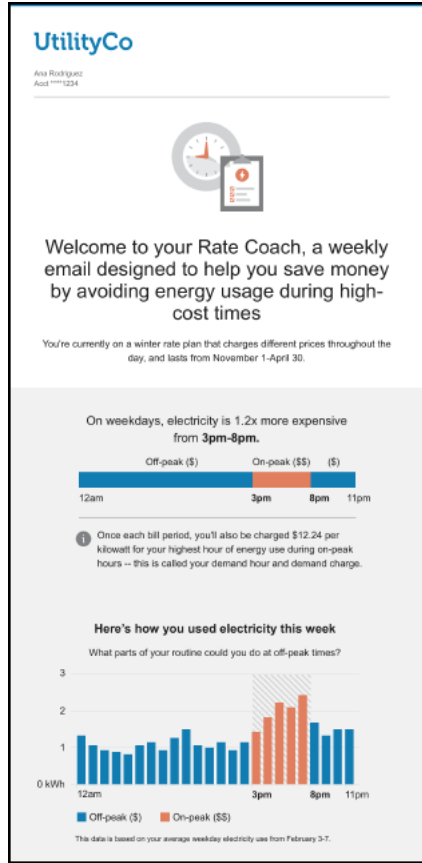 UtilityCo
Ana Rodriguez
Acct ****1234
Welcome to your Rate Coach, a weekly
email designed to help you save money
by avoiding energy usage during high-
cost times
You're currently on a winter rate plan that charges different prices throughout the
day, and lasts from November 1-April 30.
On weekdays, electricity is 1.2x more expensive
from 3pm-8pm.
Off-peak ($) On-peak ($$) ($)
12am 3pm 8pm 11pm
i Once each bill period, you'll also be charged $12.24 per
kilowatt for your highest hour of energy use during on-peak
hours -- this is called your demand hour and demand charge.
Here's how you used electricity this week
What parts of your routine could you do at off-peak times?
3
2
1
0 kWh
12am 3pm 8pm 11pm
Off-peak ($) On-peak ($$)
This data is based on your average weekday electricity use from February 3-7.